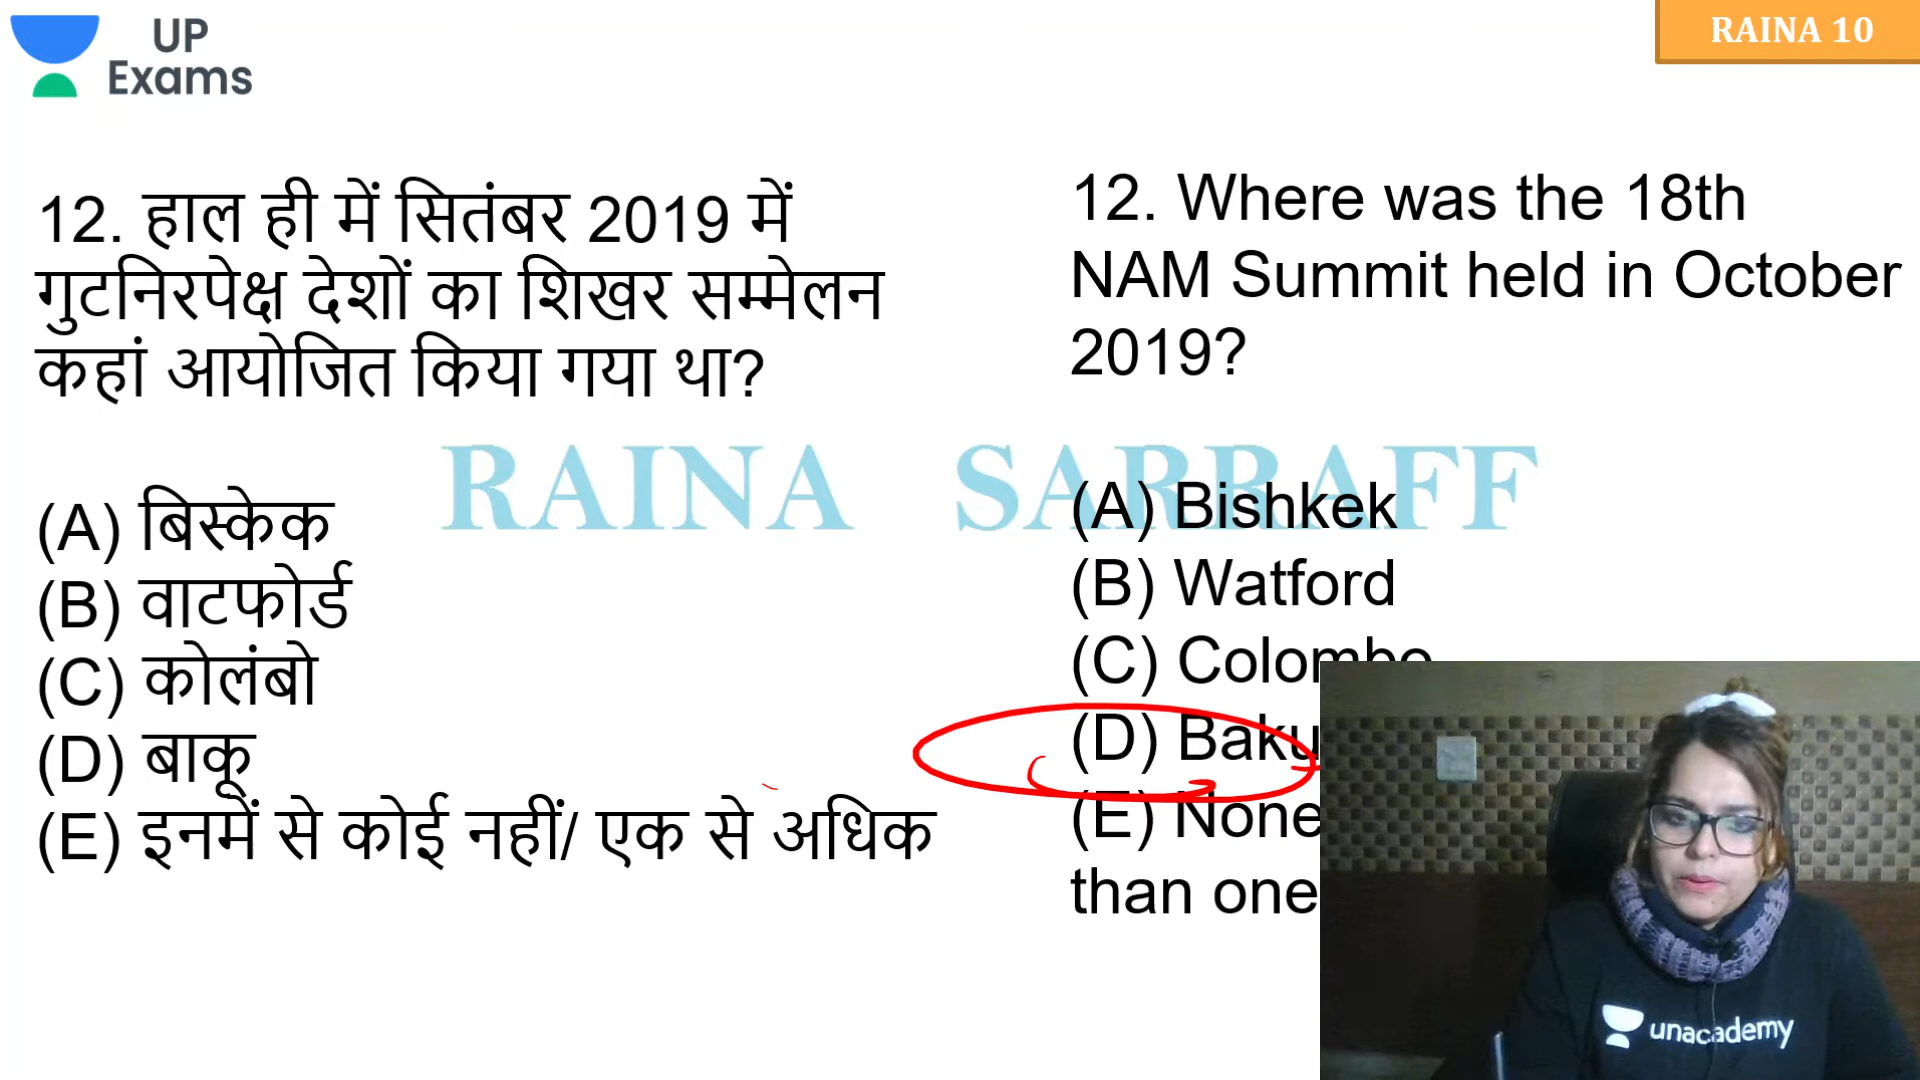 UP
Exams
RAINA 10
12. हाल ही में सितंबर 2019 में
गुटनिरपेक्ष देशों का शिखर सम्मेलन
कहां आयोजित किया गया था?
(A) बिस्केक
(B) वाटफोर्ड
(C) कोलंबो
(D) बाकू
(E) इनमें से कोई नहीं/ एक से अधिक
12. Where was the 18th
NAM Summit held in October
2019?
RAINA SARRAFF
(A) Bishkek
(B) Watford
(C) Colombo
(D) Baku
(E) None
than one
unacademy